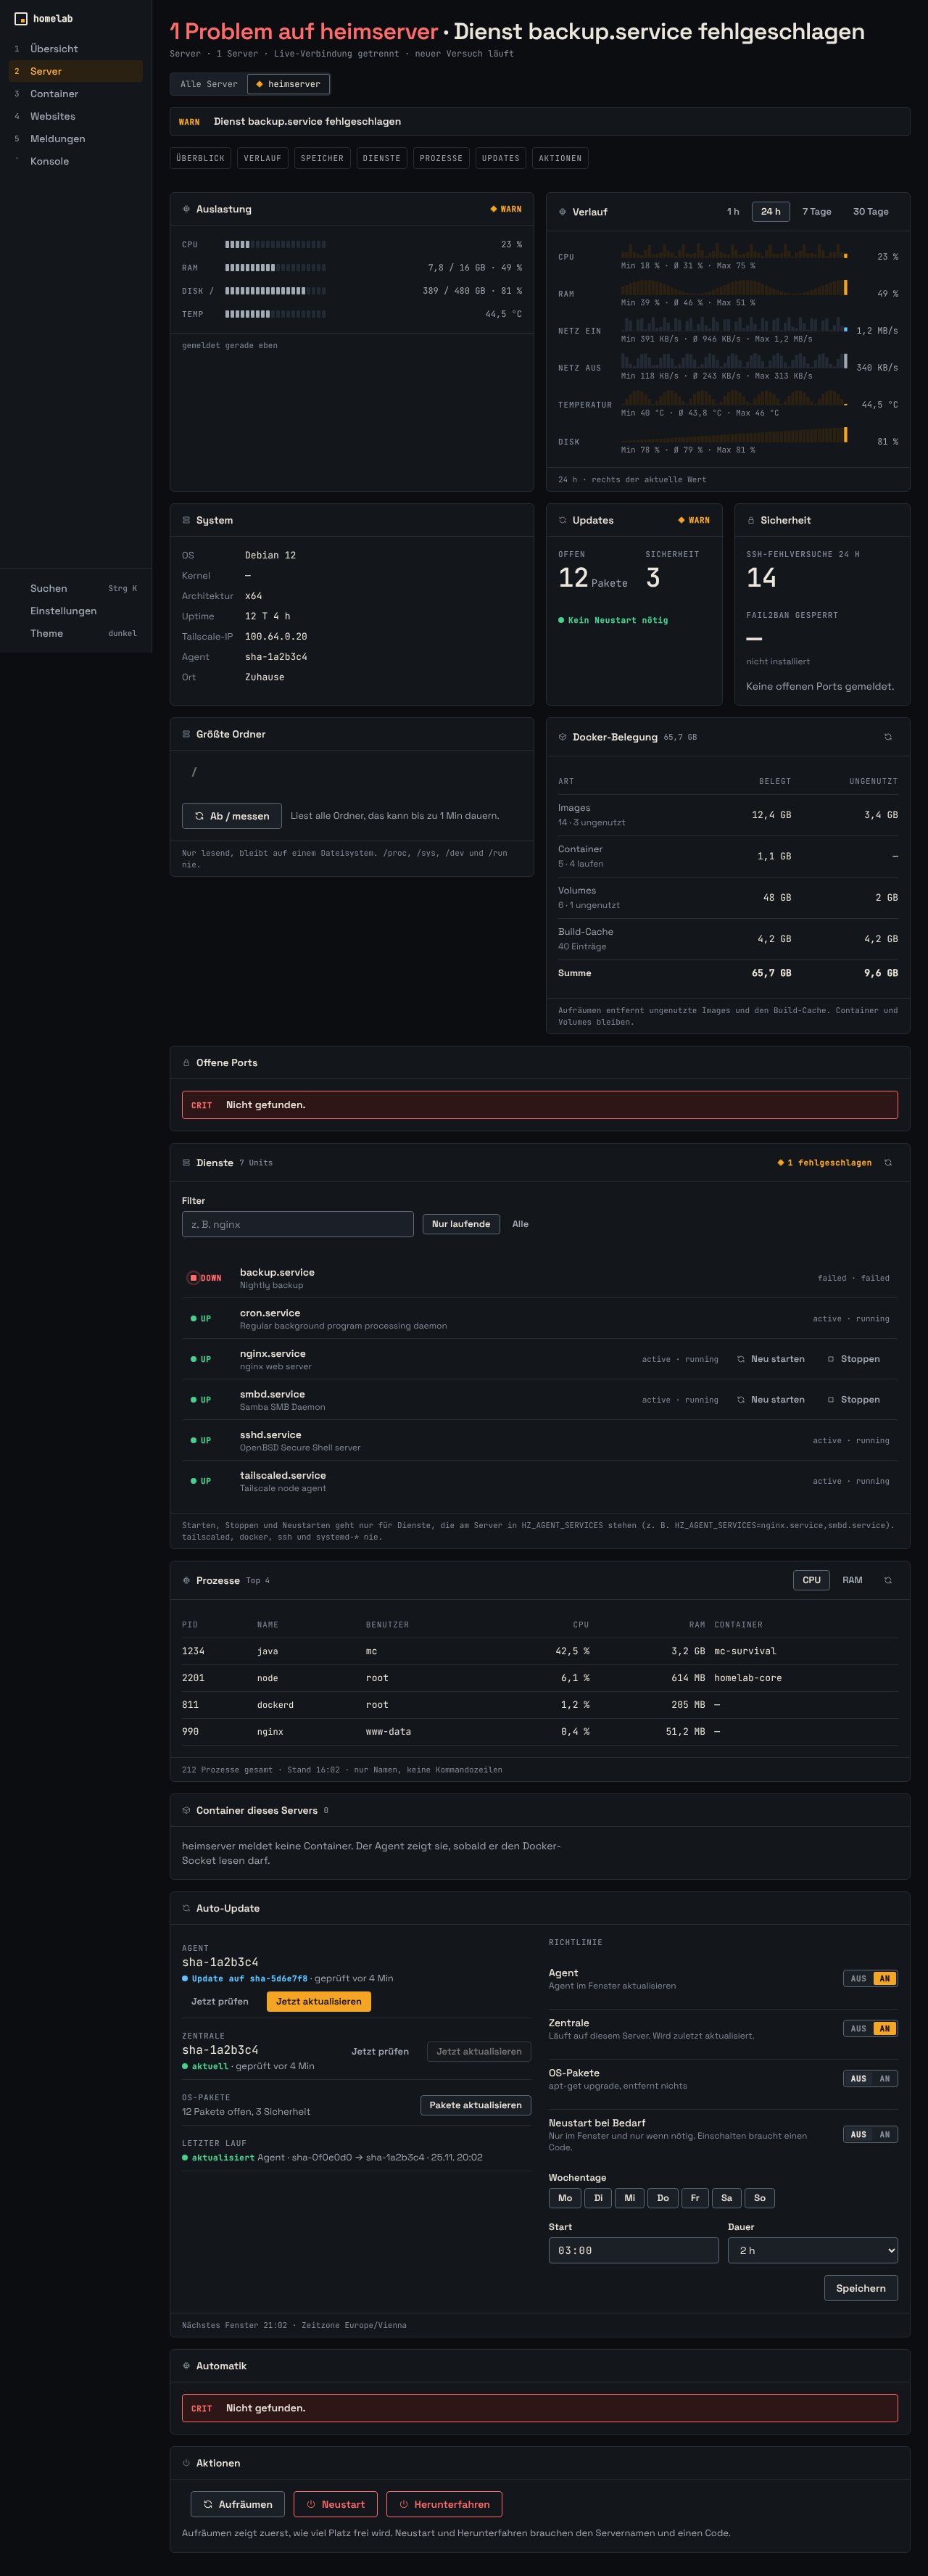 homelab
1 Übersicht
2 Server
3 Container
4 Websites
5 Meldungen
` Konsole
Suchen Strg K
Einstellungen
Theme dunkel
1 Problem auf heimserver · Dienst backup.service fehlgeschlagen
Server · 1 Server · Live-Verbindung getrennt · neuer Versuch läuft
Alle Server heimserver
WARN Dienst backup.service fehlgeschlagen
ÜBERBLICK VERLAUF SPEICHER DIENSTE PROZESSE UPDATES AKTIONEN
Auslastung WARN
CPU 23 %
RAM 7,8 / 16 GB · 49 %
DISK / 389 / 480 GB · 81 %
TEMP 44,5 °C
gemeldet gerade eben
Verlauf 1 h 24 h 7 Tage 30 Tage
CPU 23 %
Min 18 % · Ø 31 % · Max 75 %
RAM 49 %
Min 39 % · Ø 46 % · Max 51 %
NETZ EIN 1,2 MB/s
Min 391 KB/s · Ø 946 KB/s · Max 1,2 MB/s
NETZ AUS 340 KB/s
Min 118 KB/s · Ø 243 KB/s · Max 313 KB/s
TEMPERATUR 44,5 °C
Min 40 °C · Ø 43,8 °C · Max 46 °C
DISK 81 %
Min 78 % · Ø 79 % · Max 81 %
24 h · rechts der aktuelle Wert
System
OS Debian 12
Kernel —
Architektur x64
Uptime 12 T 4 h
Tailscale-IP 100.64.0.20
Agent sha-1a2b3c4
Ort Zuhause
Updates WARN
OFFEN SICHERHEIT
12 Pakete 3
Kein Neustart nötig
Sicherheit
SSH-FEHLVERSUCHE 24 H
14
FAIL2BAN GESPERRT
—
nicht installiert
Keine offenen Ports gemeldet.
Größte Ordner
/
Ab / messen Liest alle Ordner, das kann bis zu 1 Min dauern.
Nur lesend, bleibt auf einem Dateisystem. /proc, /sys, /dev und /run
nie.
Docker-Belegung 65,7 GB
ART BELEGT UNGENUTZT
Images
14 · 3 ungenutzt 12,4 GB 3,4 GB
Container
5 · 4 laufen 1,1 GB —
Volumes
6 · 1 ungenutzt 48 GB 2 GB
Build-Cache
40 Einträge 4,2 GB 4,2 GB
Summe 65,7 GB 9,6 GB
Aufräumen entfernt ungenutzte Images und den Build-Cache. Container und
Volumes bleiben.
Offene Ports
CRIT Nicht gefunden.
Dienste 7 Units 1 fehlgeschlagen
Filter
z. B. nginx Nur laufende Alle
DOWN backup.service failed · failed
Nightly backup
UP cron.service active · running
Regular background program processing daemon
UP nginx.service active · running Neu starten Stoppen
nginx web server
UP smbd.service active · running Neu starten Stoppen
Samba SMB Daemon
UP sshd.service active · running
OpenBSD Secure Shell server
UP tailscaled.service active · running
Tailscale node agent
Starten, Stoppen und Neustarten geht nur für Dienste, die am Server in HZ_AGENT_SERVICES stehen (z. B. HZ_AGENT_SERVICES=nginx.service,smbd.service).
tailscaled, docker, ssh und systemd-* nie.
Prozesse Top 4 CPU RAM
PID NAME BENUTZER CPU RAM CONTAINER
1234 java mc 42,5 % 3,2 GB mc-survival
2201 node root 6,1 % 614 MB homelab-core
811 dockerd root 1,2 % 205 MB —
990 nginx www-data 0,4 % 51,2 MB —
212 Prozesse gesamt · Stand 16:02 · nur Namen, keine Kommandozeilen
Container dieses Servers 0
heimserver meldet keine Container. Der Agent zeigt sie, sobald er den Docker-
Socket lesen darf.
Auto-Update
AGENT
sha-1a2b3c4
Update auf sha-5d6e7f8 · geprüft vor 4 Min
Jetzt prüfen Jetzt aktualisieren
ZENTRALE
sha-1a2b3c4 Jetzt prüfen Jetzt aktualisieren
aktuell · geprüft vor 4 Min
OS-PAKETE
12 Pakete offen, 3 Sicherheit Pakete aktualisieren
LETZTER LAUF
aktualisiert Agent · sha-0f0e0d0 → sha-1a2b3c4 · 25.11. 20:02
RICHTLINIE
Agent AUS AN
Agent im Fenster aktualisieren
Zentrale AUS AN
Läuft auf diesem Server. Wird zuletzt aktualisiert.
OS-Pakete AUS AN
apt-get upgrade, entfernt nichts
Neustart bei Bedarf AUS AN
Nur im Fenster und nur wenn nötig. Einschalten braucht einen
Code.
Wochentage
Mo Di Mi Do Fr Sa So
Start Dauer
03:00 2 h
Speichern
Nächstes Fenster 21:02 · Zeitzone Europe/Vienna
Automatik
CRIT Nicht gefunden.
Aktionen
Aufräumen Neustart Herunterfahren
Aufräumen zeigt zuerst, wie viel Platz frei wird. Neustart und Herunterfahren brauchen den Servernamen und einen Code.